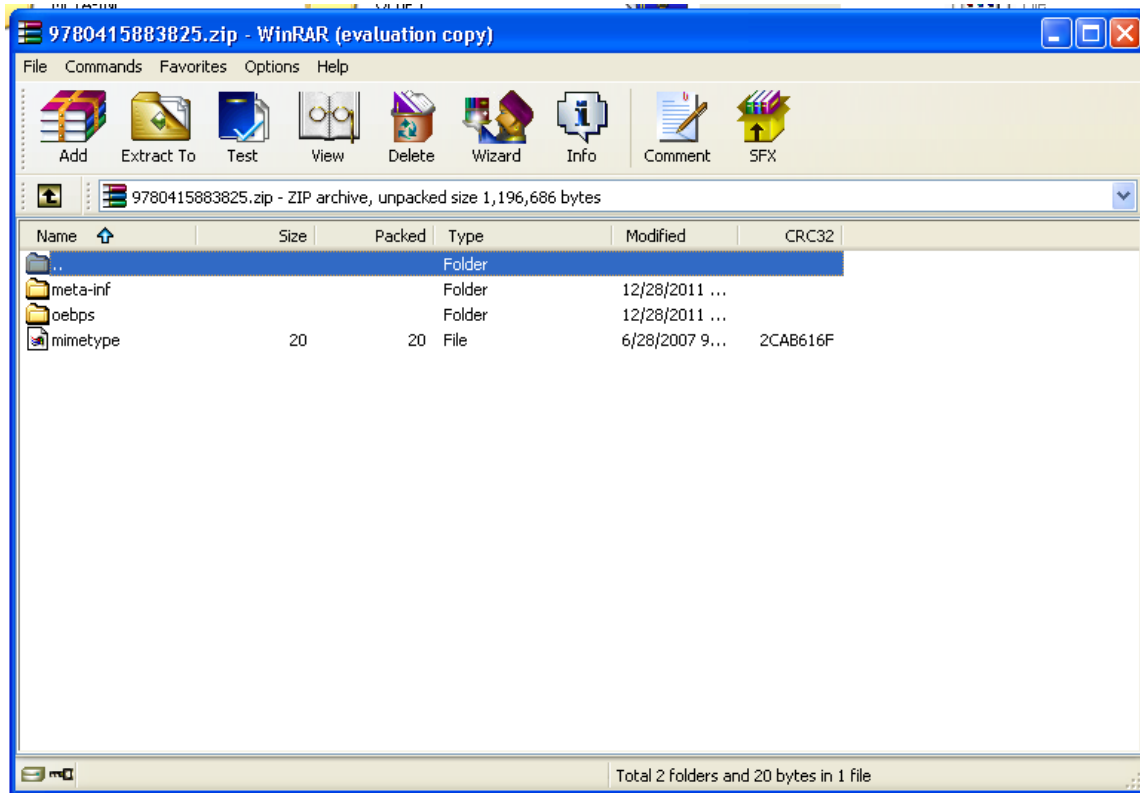 9780415883825.zip - WinRAR (evaluation copy)
File Commands Favorites Options Help
Add Extract To Test View Delete Wizard Info Comment SFX
9780415883825.zip - ZIP archive, unpacked size 1,196,686 bytes
Name Size Packed Type Modified CRC32
.. Folder
meta-inf Folder 12/28/2011 ...
oebps Folder 12/28/2011 ...
mimetype 20 20 File 6/28/2007 9... 2CAB616F
Total 2 folders and 20 bytes in 1 file